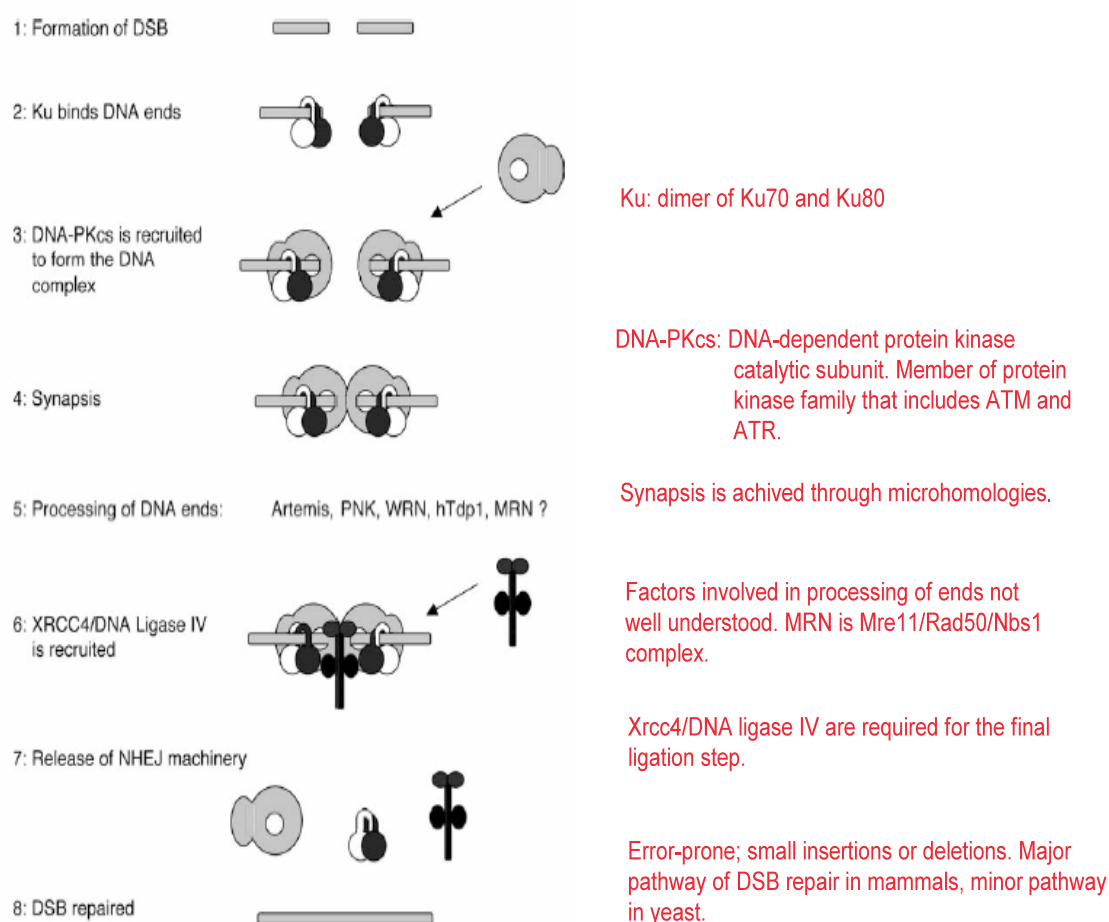 1: Formation of DSB
2: Ku binds DNA ends
3: DNA-PKcs is recruited
to form the DNA
complex
4: Synapsis
5: Processing of DNA ends: Artemis, PNK, WRN, hTdp1, MRN ?
6: XRCC4/DNA Ligase IV
is recruited
7: Release of NHEJ machinery
8: DSB repaired
Ku: dimer of Ku70 and Ku80
DNA-PKcs: DNA-dependent protein kinase
catalytic subunit. Member of protein
kinase family that includes ATM and
ATR.
Synapsis is achived through microhomologies.
Factors involved in processing of ends not
well understood. MRN is Mre11/Rad50/Nbs1
complex.
Xrcc4/DNA ligase IV are required for the final
ligation step.
Error-prone; small insertions or deletions. Major
pathway of DSB repair in mammals, minor pathway
in yeast.